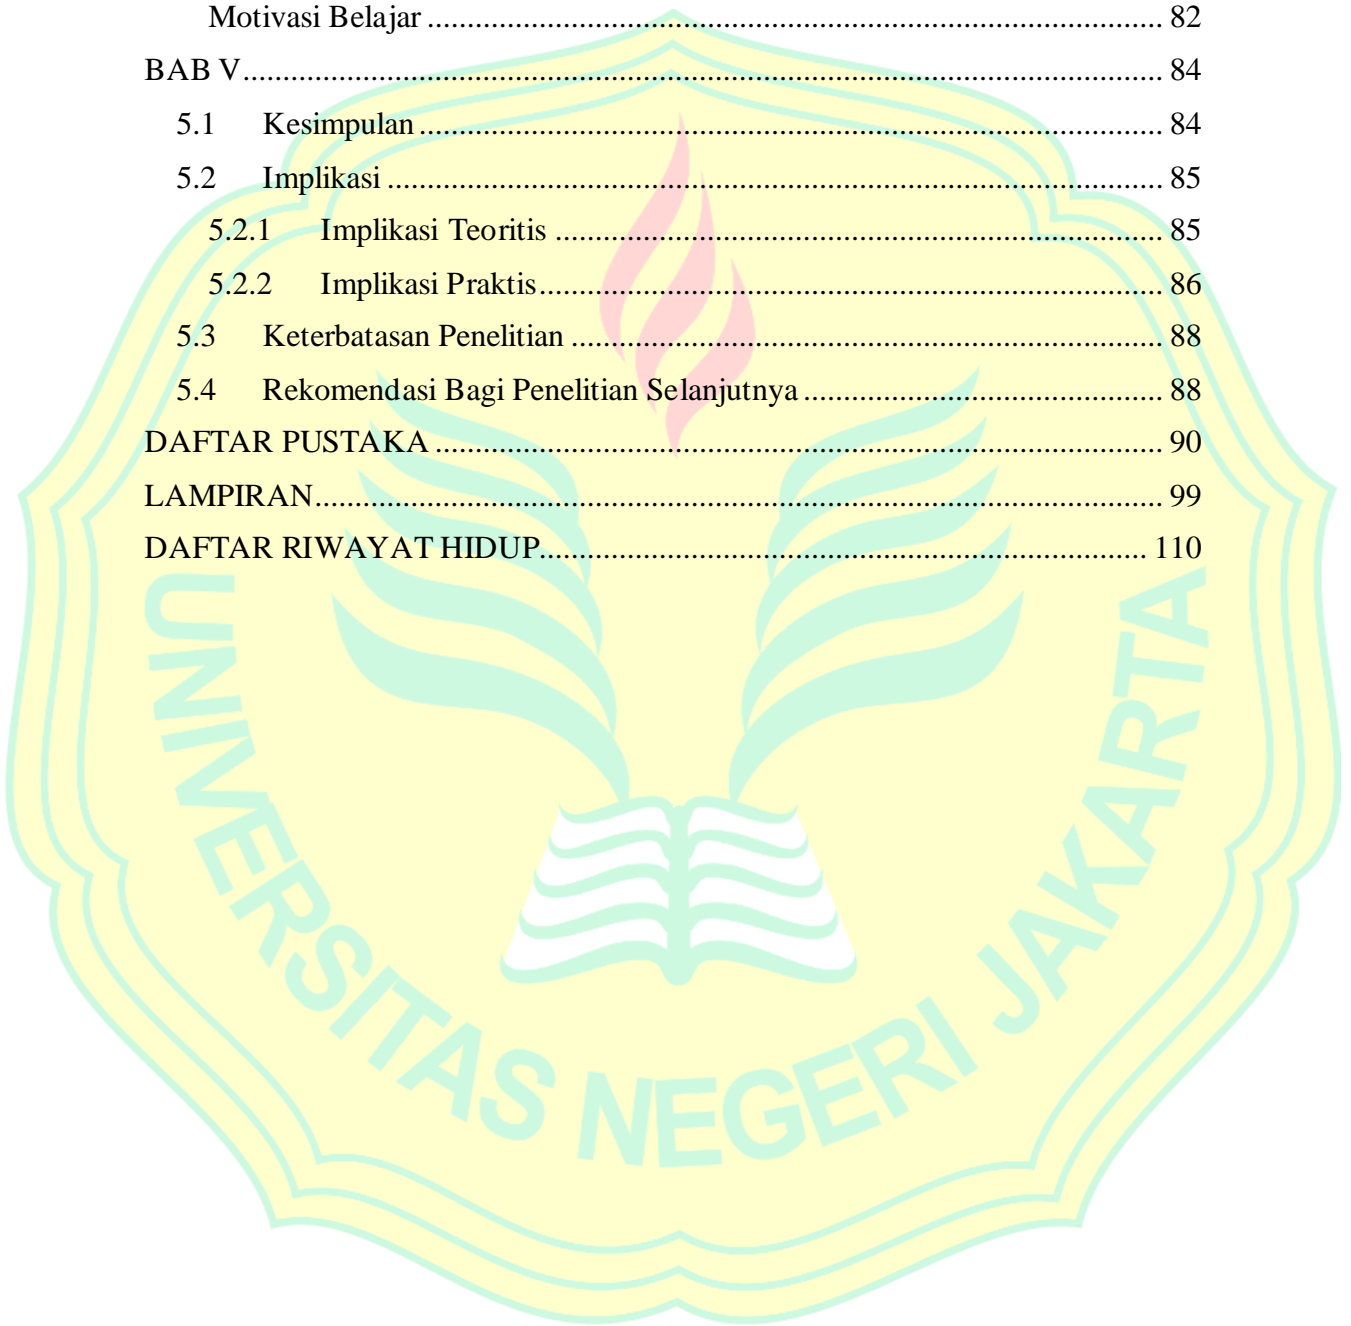 Motivasi Belajar ............................................................................................ 82
BAB V................................................................................................................... 84
5.1 Kesimpulan ............................................................................................. 84
5.2 Implikasi ................................................................................................. 85
5.2.1 Implikasi Teoritis ............................................................................ 85
5.2.2 Implikasi Praktis.............................................................................. 86
5.3 Keterbatasan Penelitian .......................................................................... 88
5.4 Rekomendasi Bagi Penelitian Selanjutnya ............................................. 88
DAFTAR PUSTAKA ........................................................................................... 90
LAMPIRAN.......................................................................................................... 99
DAFTAR RIWAYAT HIDUP............................................................................ 110
UNIVERSITAS NEGERI JAKARTA